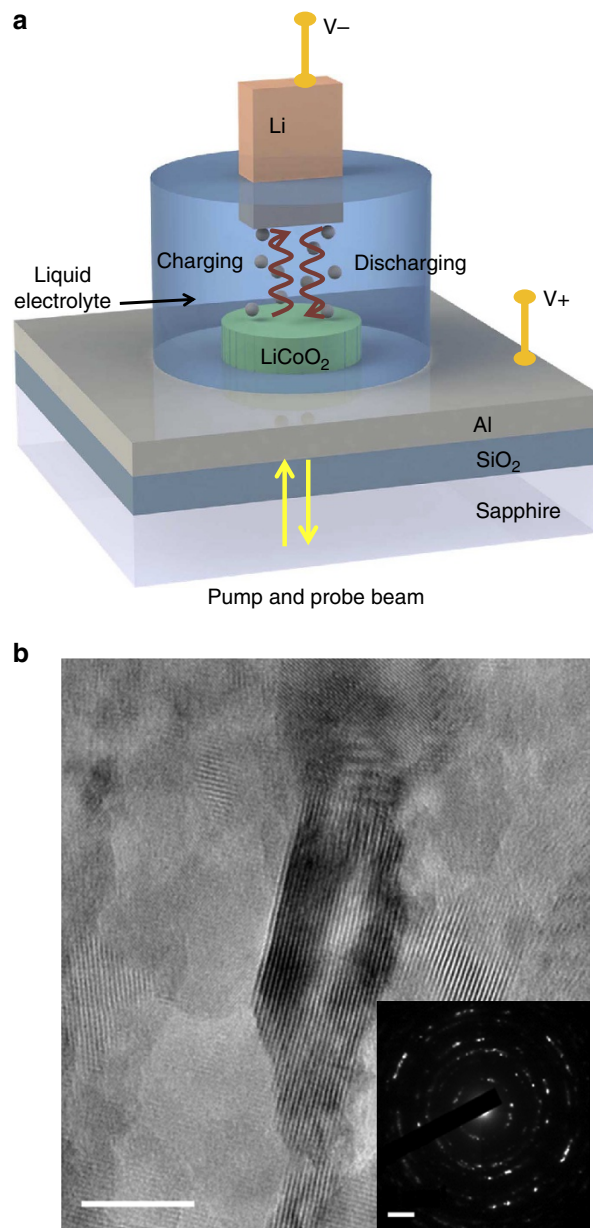 a
V–
Li
Charging
Discharging
Liquid
electrolyte
V+
LiCoO₂
Al
SiO₂
Sapphire
Pump and probe beam
b